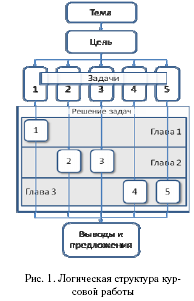 Тема
Цель
Задачи
1 2 3 4 5
Решение задач
1 Глава 1
2 3 Глава 2
Глава 3 4 5
Выводы и
предложения
Рис. 1. Логическая структура кур-
совой работы